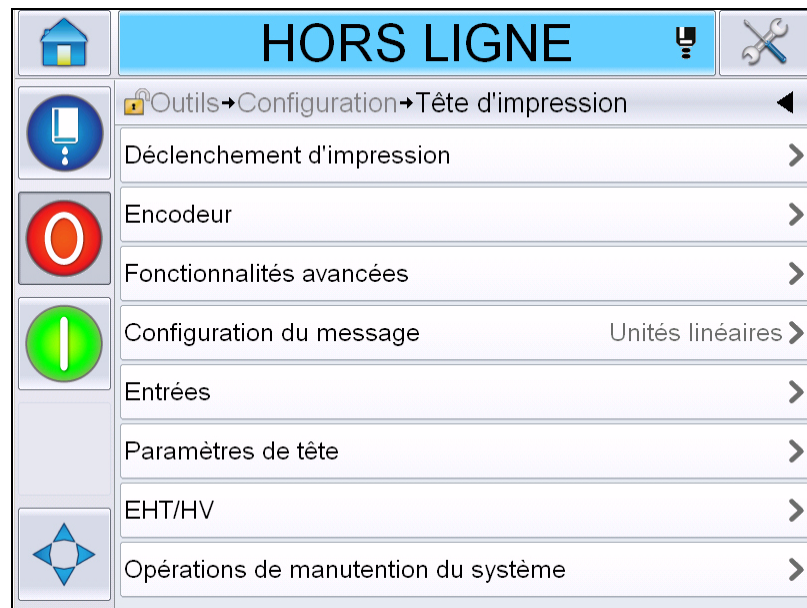 HORS LIGNE
Outils→Configuration→Tête d'impression
Déclenchement d'impression
Encodeur
Fonctionnalités avancées
Configuration du message Unités linéaires
Entrées
Paramètres de tête
EHT/HV
Opérations de manutention du système